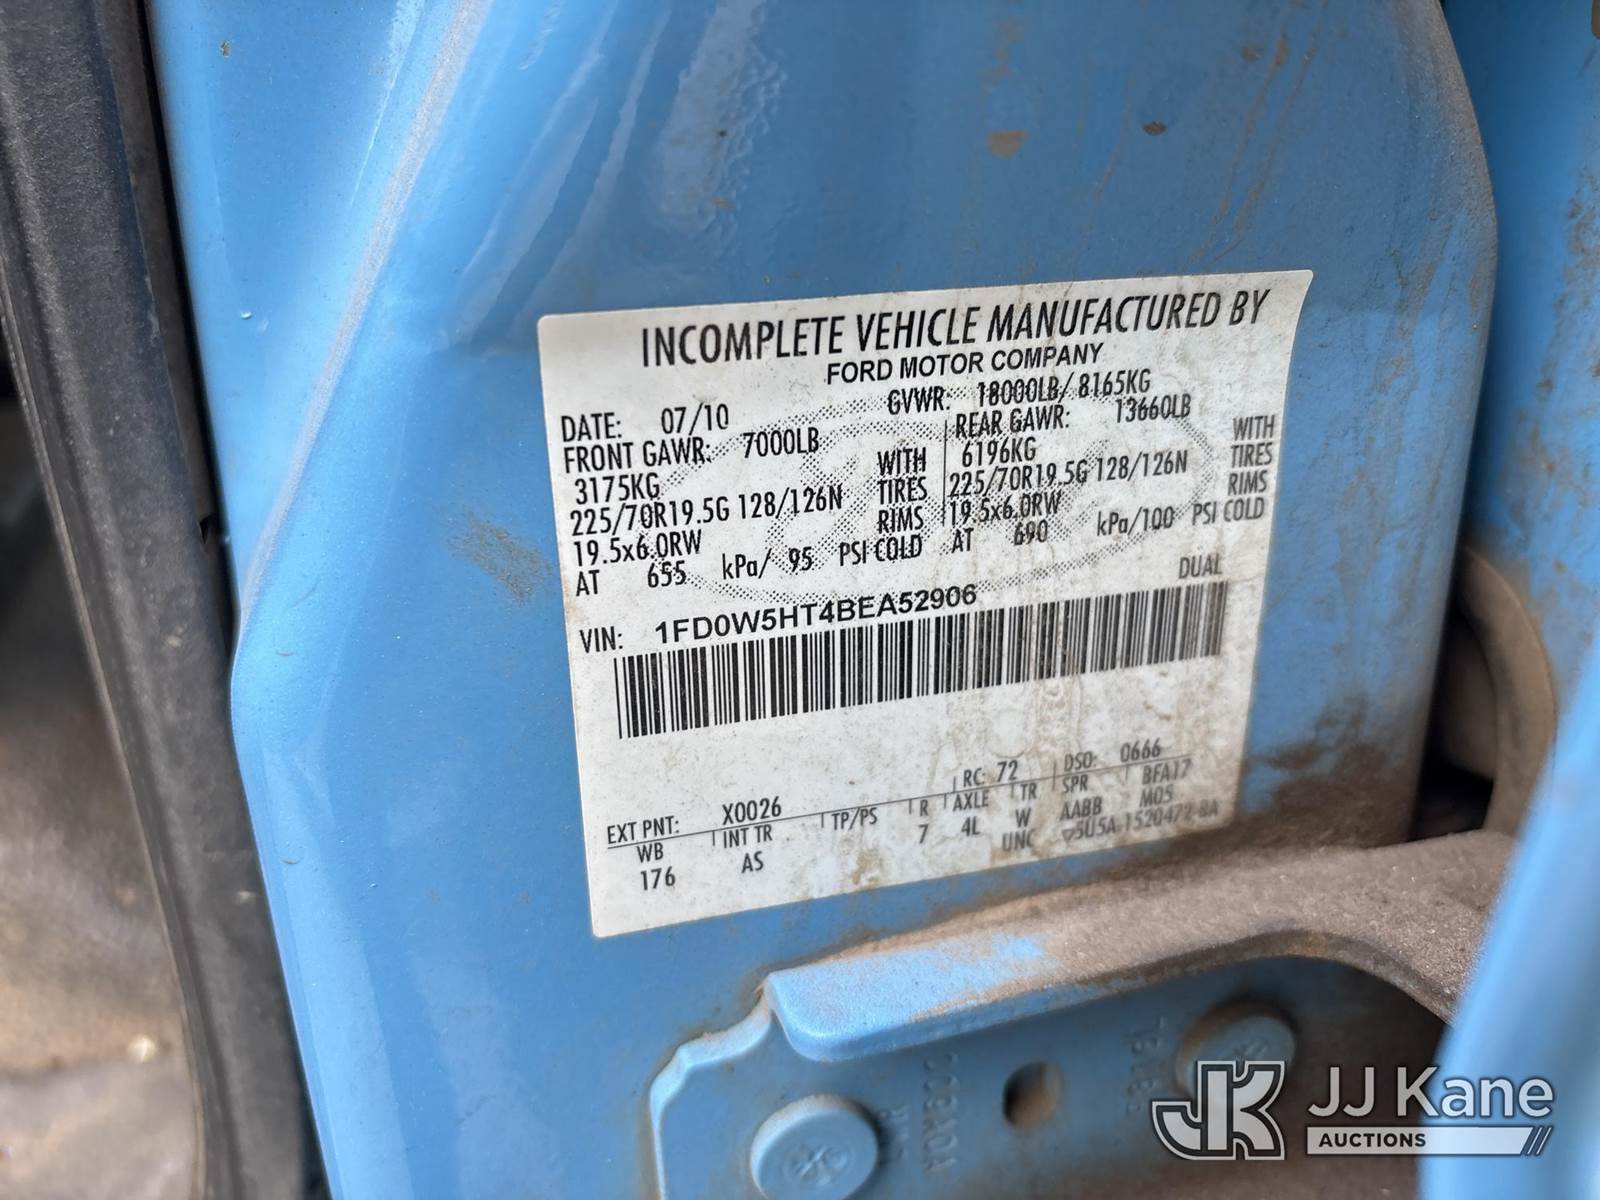 INCOMPLETE VEHICLE MANUFACTURED BY
FORD MOTOR COMPANY
DATE: 07/10 GVWR: 18000LB/ 8165KG
FRONT GAWR: 7000LB REAR GAWR: 13660LB
3175KG WITH 6196KG WITH
225/70R19.5G 128/126N TIRES 225/70R19.5G 128/126N TIRES
19.5x6.0RW RIMS 19.5x6.0RW RIMS
AT 655 kPa/ 95 PSI COLD AT 690 kPa/100 PSI COLD
DUAL
VIN: 1FD0W5HT4BEA52906
EXT PNT: X0026 RC: 72 DSO: 0666
WB INT TR TP/PS R AXLE TR SPR BFA17
176 AS 7 4L W AABB M05
UNC 5U5A-1520472-BA
JK JJ Kane
AUCTIONS